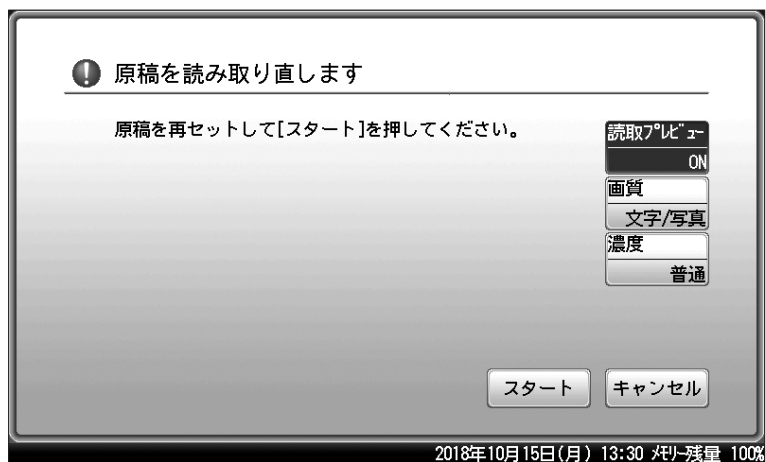 原稿を読み取り直します
原稿を再セットして[スタート]を押してください。
読取プレビュー
ON
画質
文字/写真
濃度
普通
スタート
キャンセル
2018年10月15日(月) 13:30 メモリー残量 100%